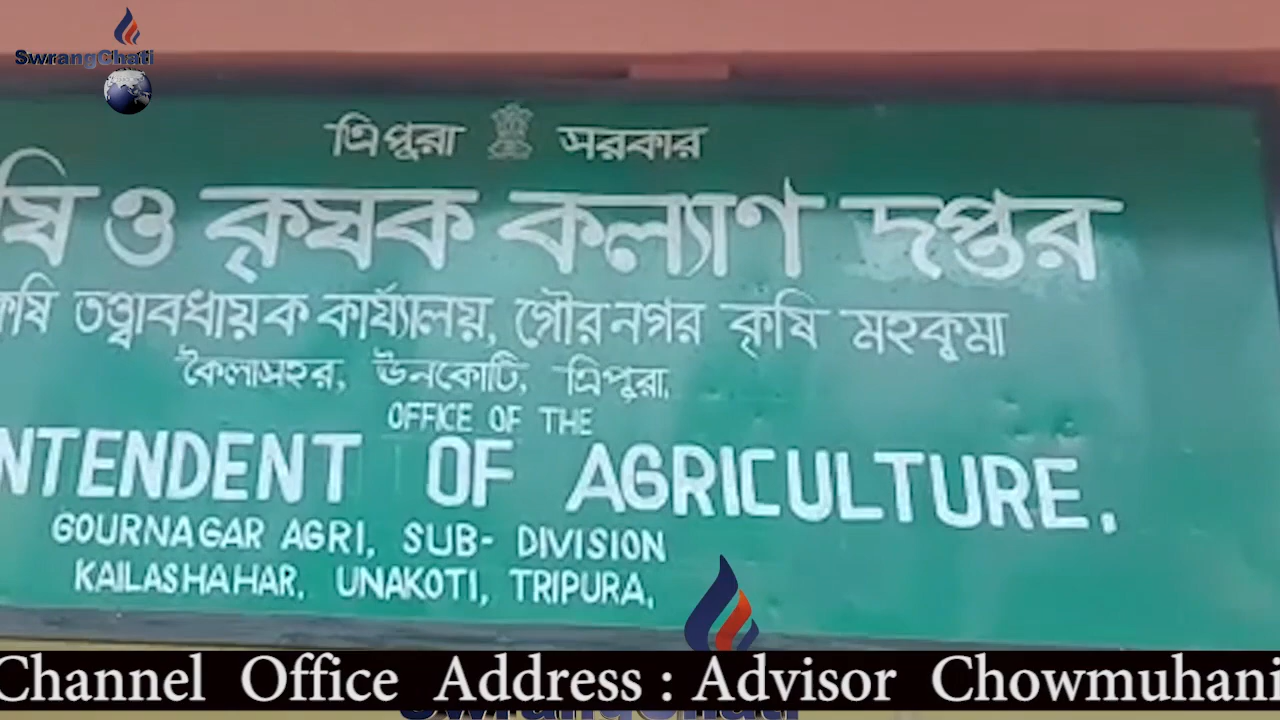 SwrangChati
ত্রিপুরা সরকার
ষি ও কৃষক কল্যাণ দপ্তর
কৃষি তত্ত্বাবধায়ক কার্য্যালয়, গৌরনগর কৃষি মহকুমা
কৈলাসহর, ঊনকোটি, ত্রিপুরা,
OFFICE OF THE
NTENDENT OF AGRICULTURE,
GOURNAGAR AGRI, SUB- DIVISION
KAILASHAHAR, UNAKOTI, TRIPURA,
Channel Office Address : Advisor Chowmuhani